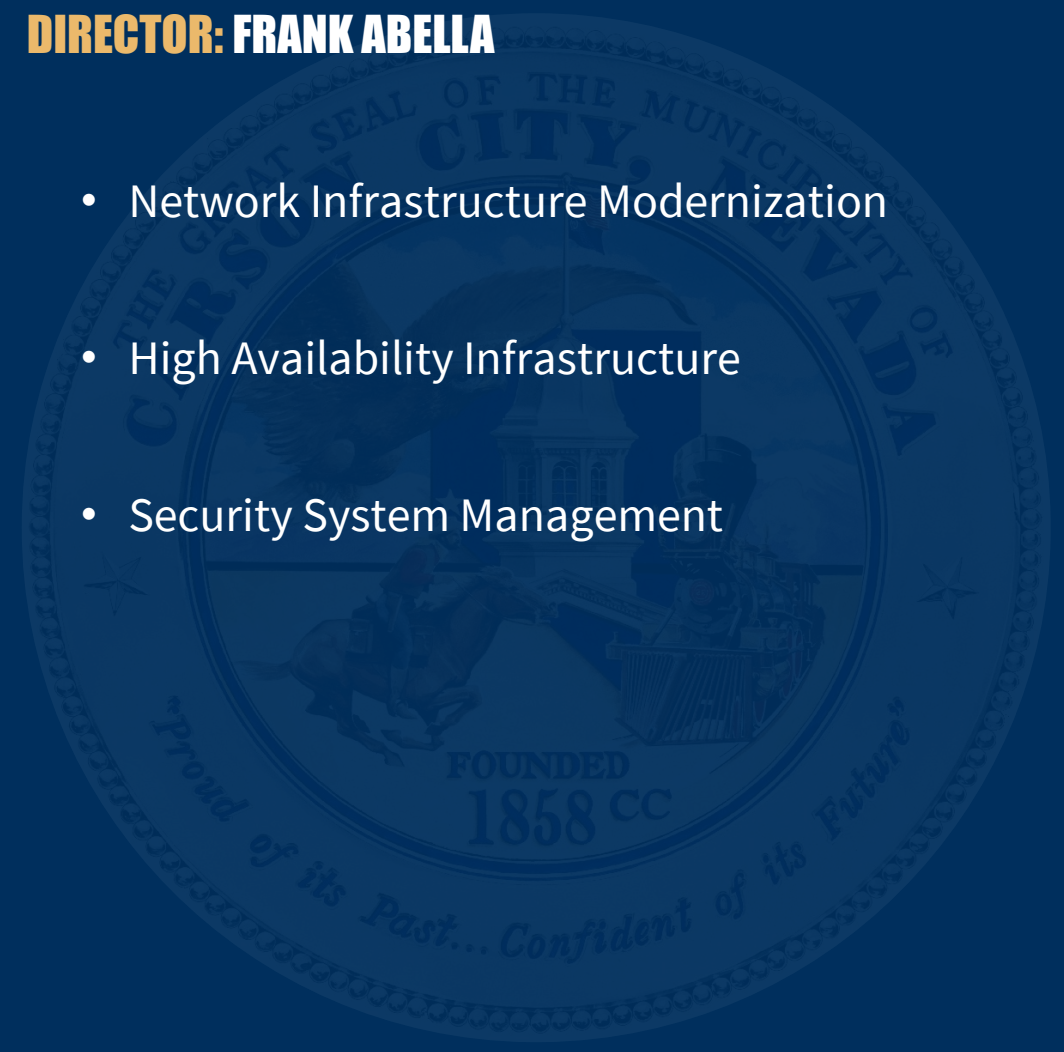 DIRECTOR: FRANK ABELLA
• Network Infrastructure Modernization
• High Availability Infrastructure
• Security System Management
THE GREAT SEAL OF THE MUNICIPALITY OF
CARSON CITY, NEVADA
FOUNDED
1858 CC
"Proud of its Past... Confident of its Future"